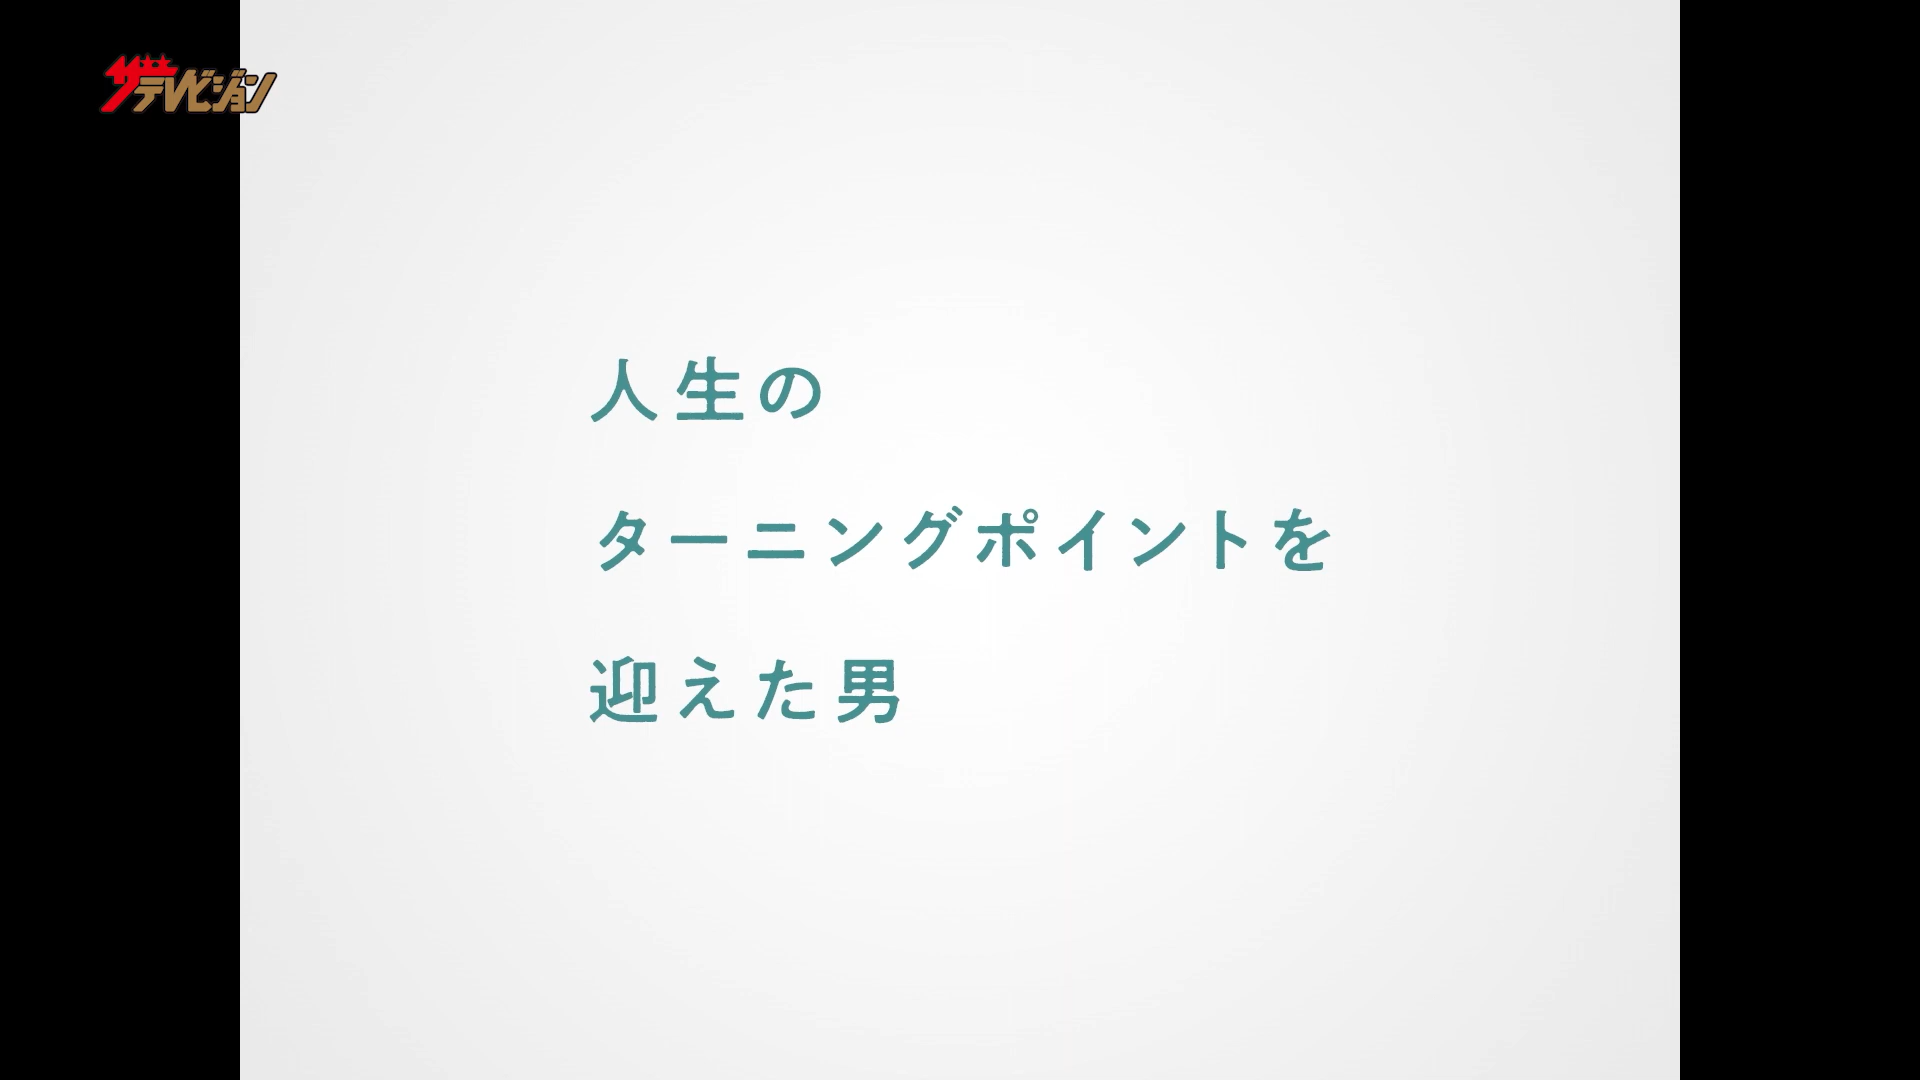 ザテレビジョン
人生の
ターニングポイントを
迎えた男